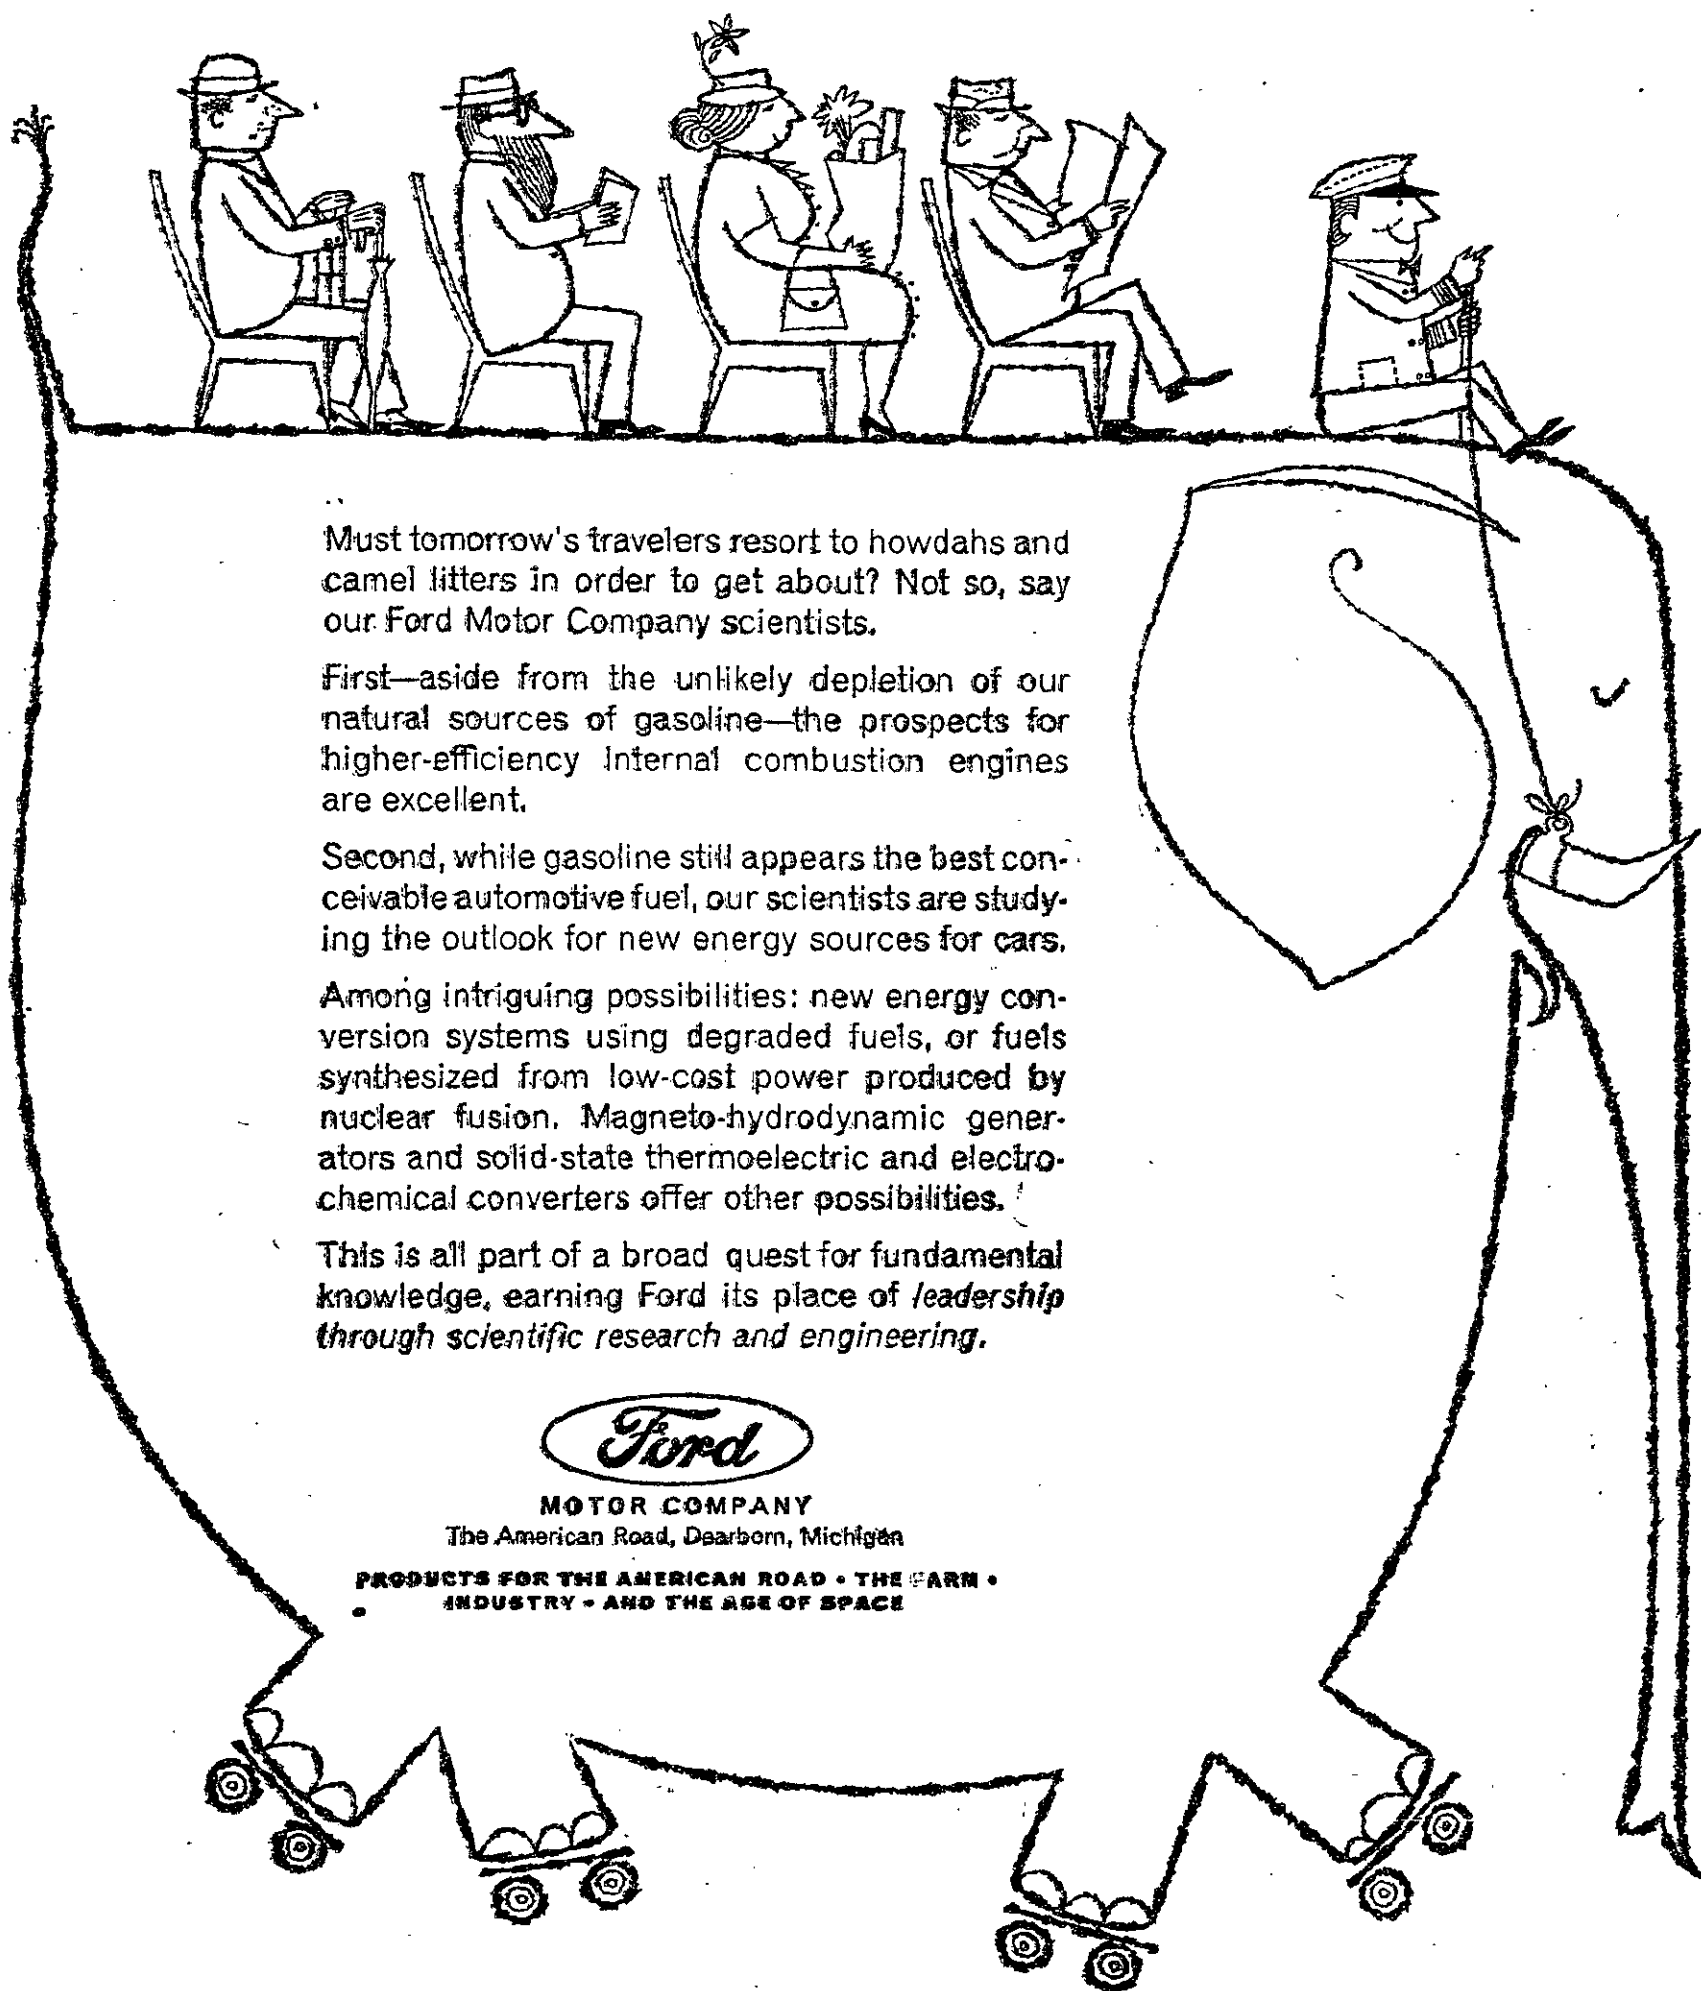 Must tomorrow's travelers resort to howdahs and
camel litters in order to get about? Not so, say
our Ford Motor Company scientists.
First—aside from the unlikely depletion of our
natural sources of gasoline—the prospects for
higher-efficiency internal combustion engines
are excellent.
Second, while gasoline still appears the best con-
ceivable automotive fuel, our scientists are study-
ing the outlook for new energy sources for cars.
Among intriguing possibilities: new energy con-
version systems using degraded fuels, or fuels
synthesized from low-cost power produced by
nuclear fusion. Magneto-hydrodynamic gener-
ators and solid-state thermoelectric and electro-
chemical converters offer other possibilities.
This is all part of a broad quest for fundamental
knowledge, earning Ford its place of leadership
through scientific research and engineering.
Ford
MOTOR COMPANY
The American Road, Dearborn, Michigan
PRODUCTS FOR THE AMERICAN ROAD • THE FARM •
INDUSTRY • AND THE AGE OF SPACE